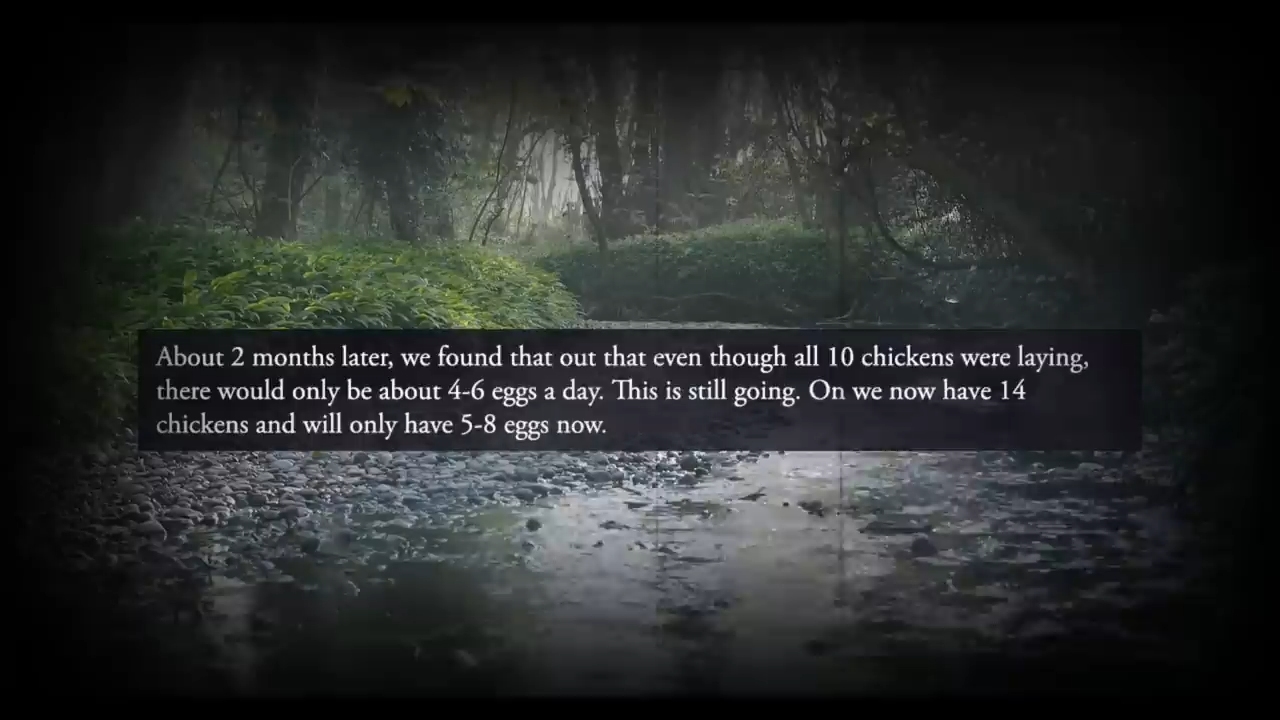 About 2 months later, we found that out that even though all 10 chickens were laying,
there would only be about 4-6 eggs a day. This is still going. On we now have 14
chickens and will only have 5-8 eggs now.